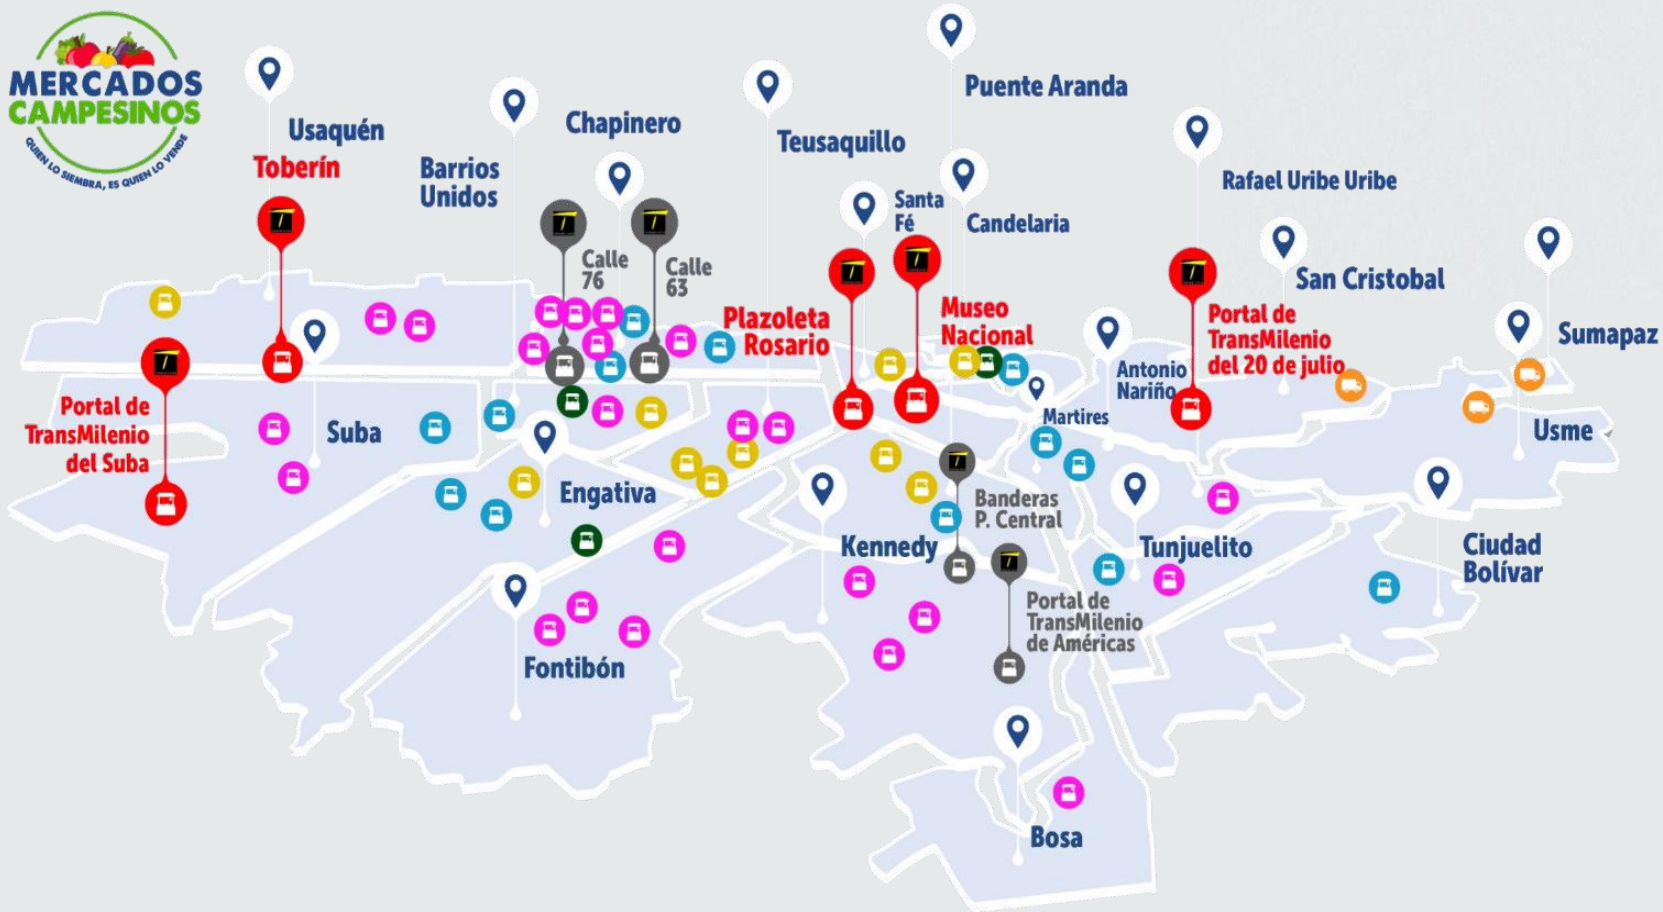 MERCADOS
CAMPESINOS
QUIEN LO SIEMBRA, ES QUIEN LO VENDE
Usaquén
Toberín
Barrios
Unidos
Chapinero
Teusaquillo
Puente Aranda
Santa
Fé
Candelaria
Rafael Uribe Uribe
San Cristobal
Sumapaz
Calle
76
Calle
63
Plazoleta
Rosario
Museo
Nacional
Portal de
TransMilenio
del 20 de julio
Antonio
Nariño
Martires
Usme
Portal de
TransMilenio
del Suba
Suba
Engativa
Banderas
P. Central
Kennedy
Tunjuelito
Ciudad
Bolívar
Portal de
TransMilenio
de Américas
Fontibón
Bosa